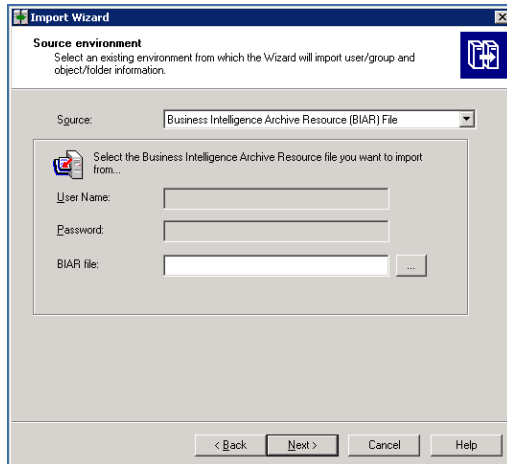 Import Wizard
Source environment
Select an existing environment from which the Wizard will import user/group and
object/folder information.
Source: Business Intelligence Archive Resource (BIAR) File
Select the Business Intelligence Archive Resource file you want to import
from...
User Name:
Password:
BIAR file: ...
< Back Next > Cancel Help